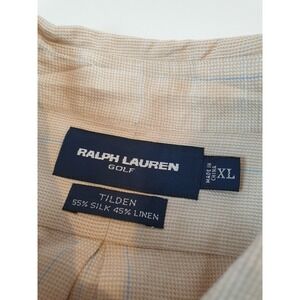 RALPH LAUREN
GOLF
MADE IN
CHINA
XL
TILDEN
55% SILK 45% LINEN